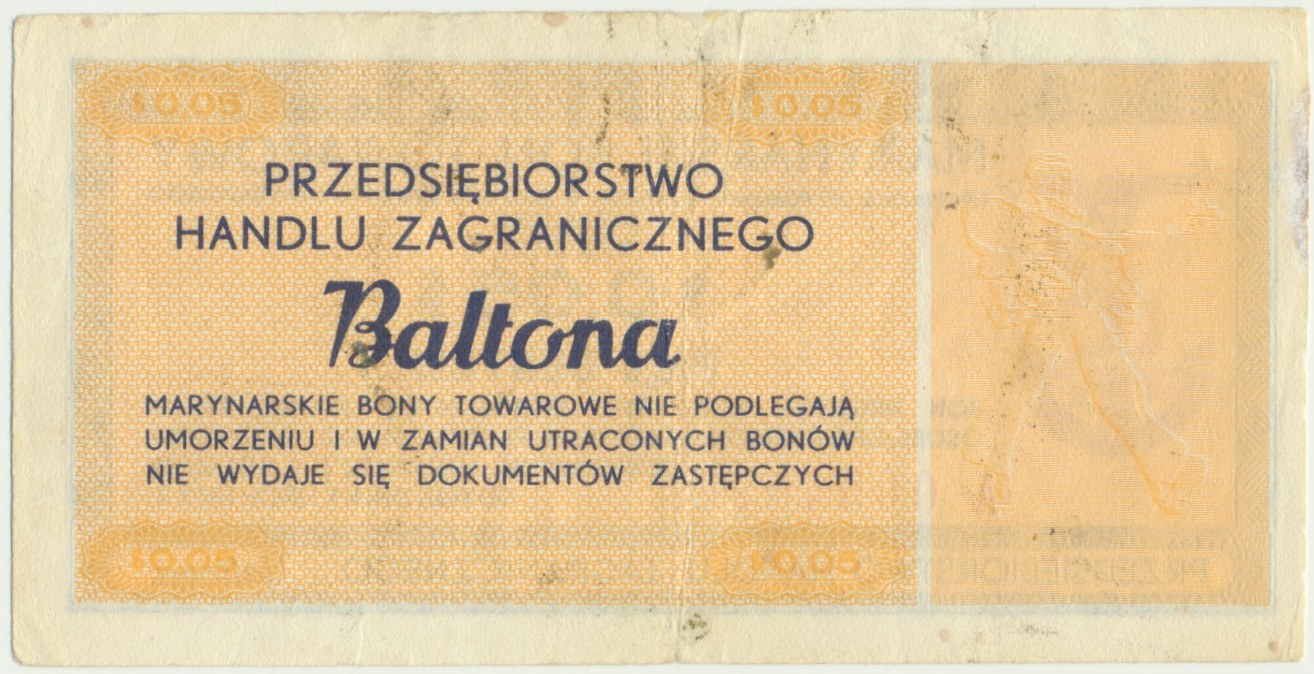 $0.05 $0.05
PRZEDSIĘBIORSTWO
HANDLU ZAGRANICZNEGO
Baltona
MARYNARSKIE BONY TOWAROWE NIE PODLEGAJĄ
UMORZENIU I W ZAMIAN UTRACONYCH BONÓW
NIE WYDAJE SIĘ DOKUMENTÓW ZASTĘPCZYCH
$0.05 $0.05